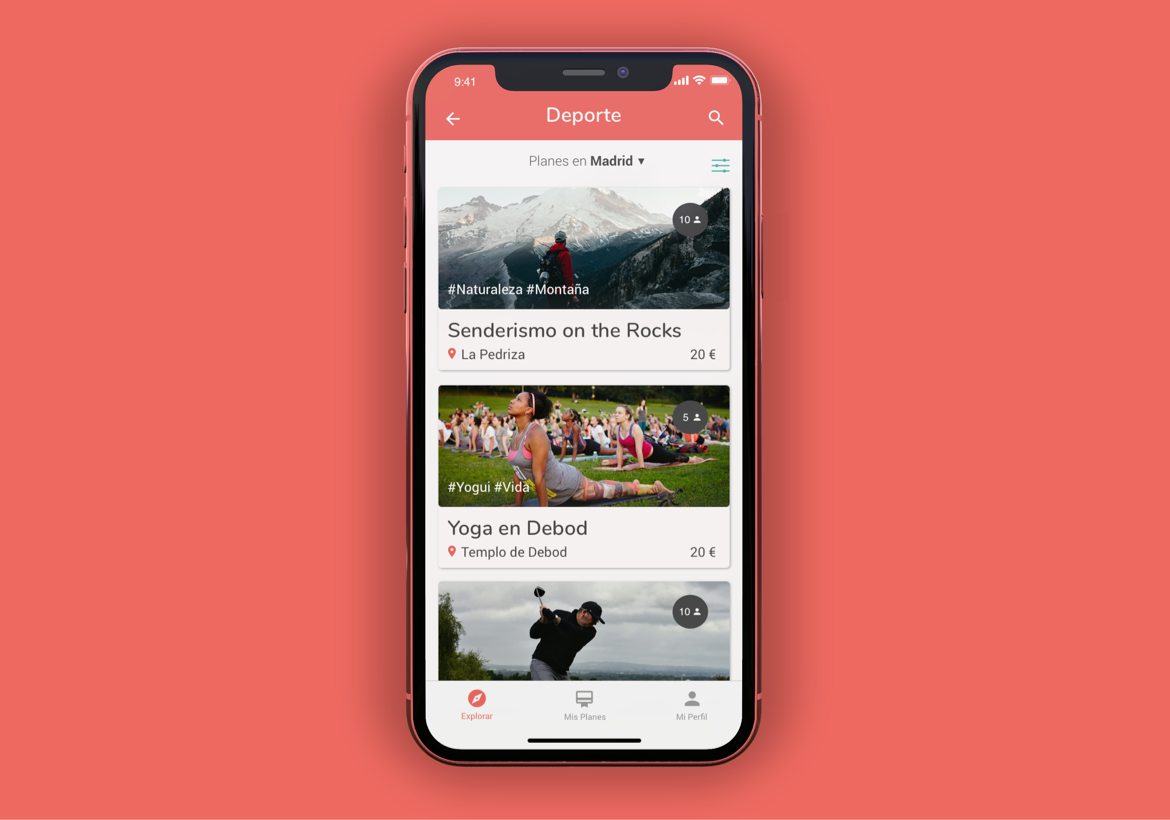 9:41
Deporte
Planes en Madrid ▼
10
#Naturaleza #Montaña
Senderismo on the Rocks
La Pedriza 20 €
5
#Yogui #Vida
Yoga en Debod
Templo de Debod 20 €
10
Explorar Mis Planes Mi Perfil